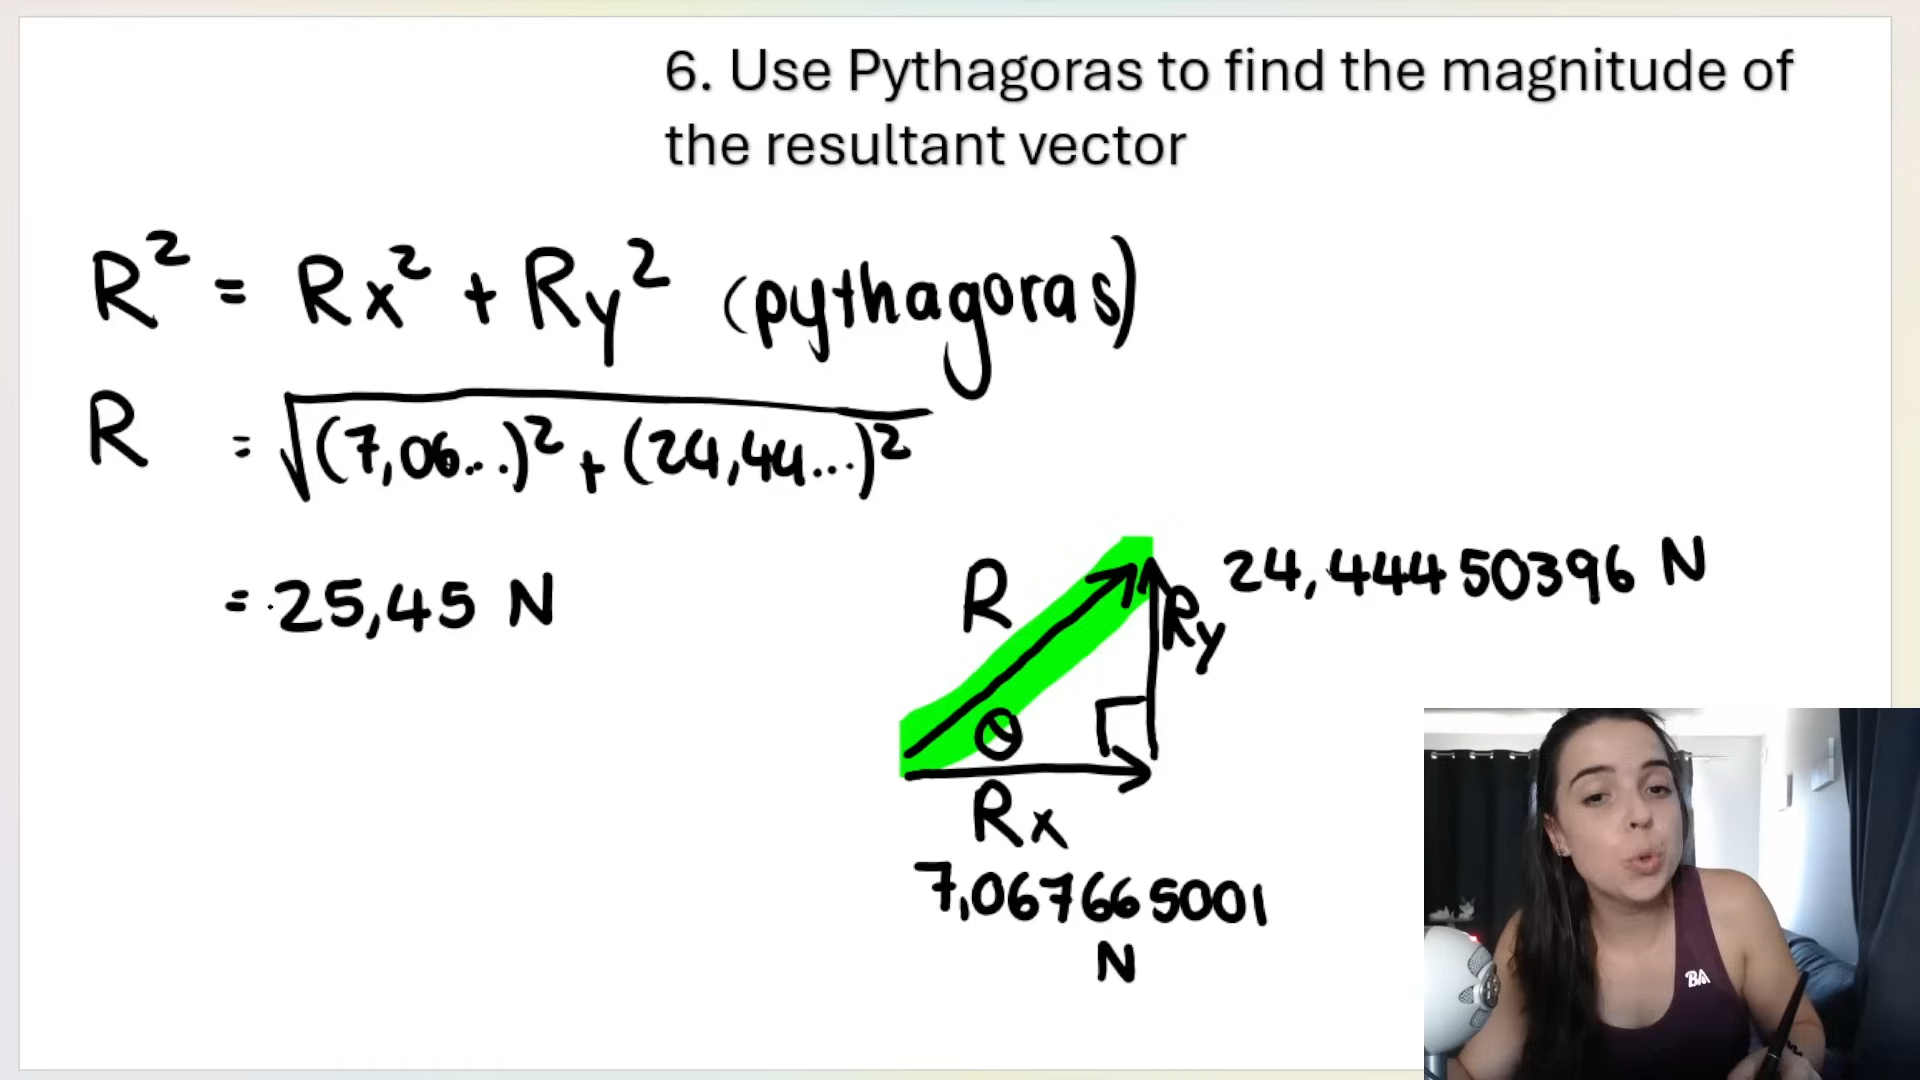 6. Use Pythagoras to find the magnitude of
the resultant vector
R² = Rx² + Ry² (pythagoras)
R = √(7,06...)² + (24,44...)²
= 25,45 N
R
Ry
24,44450396 N
θ
Rx
7,067665001
N
BA